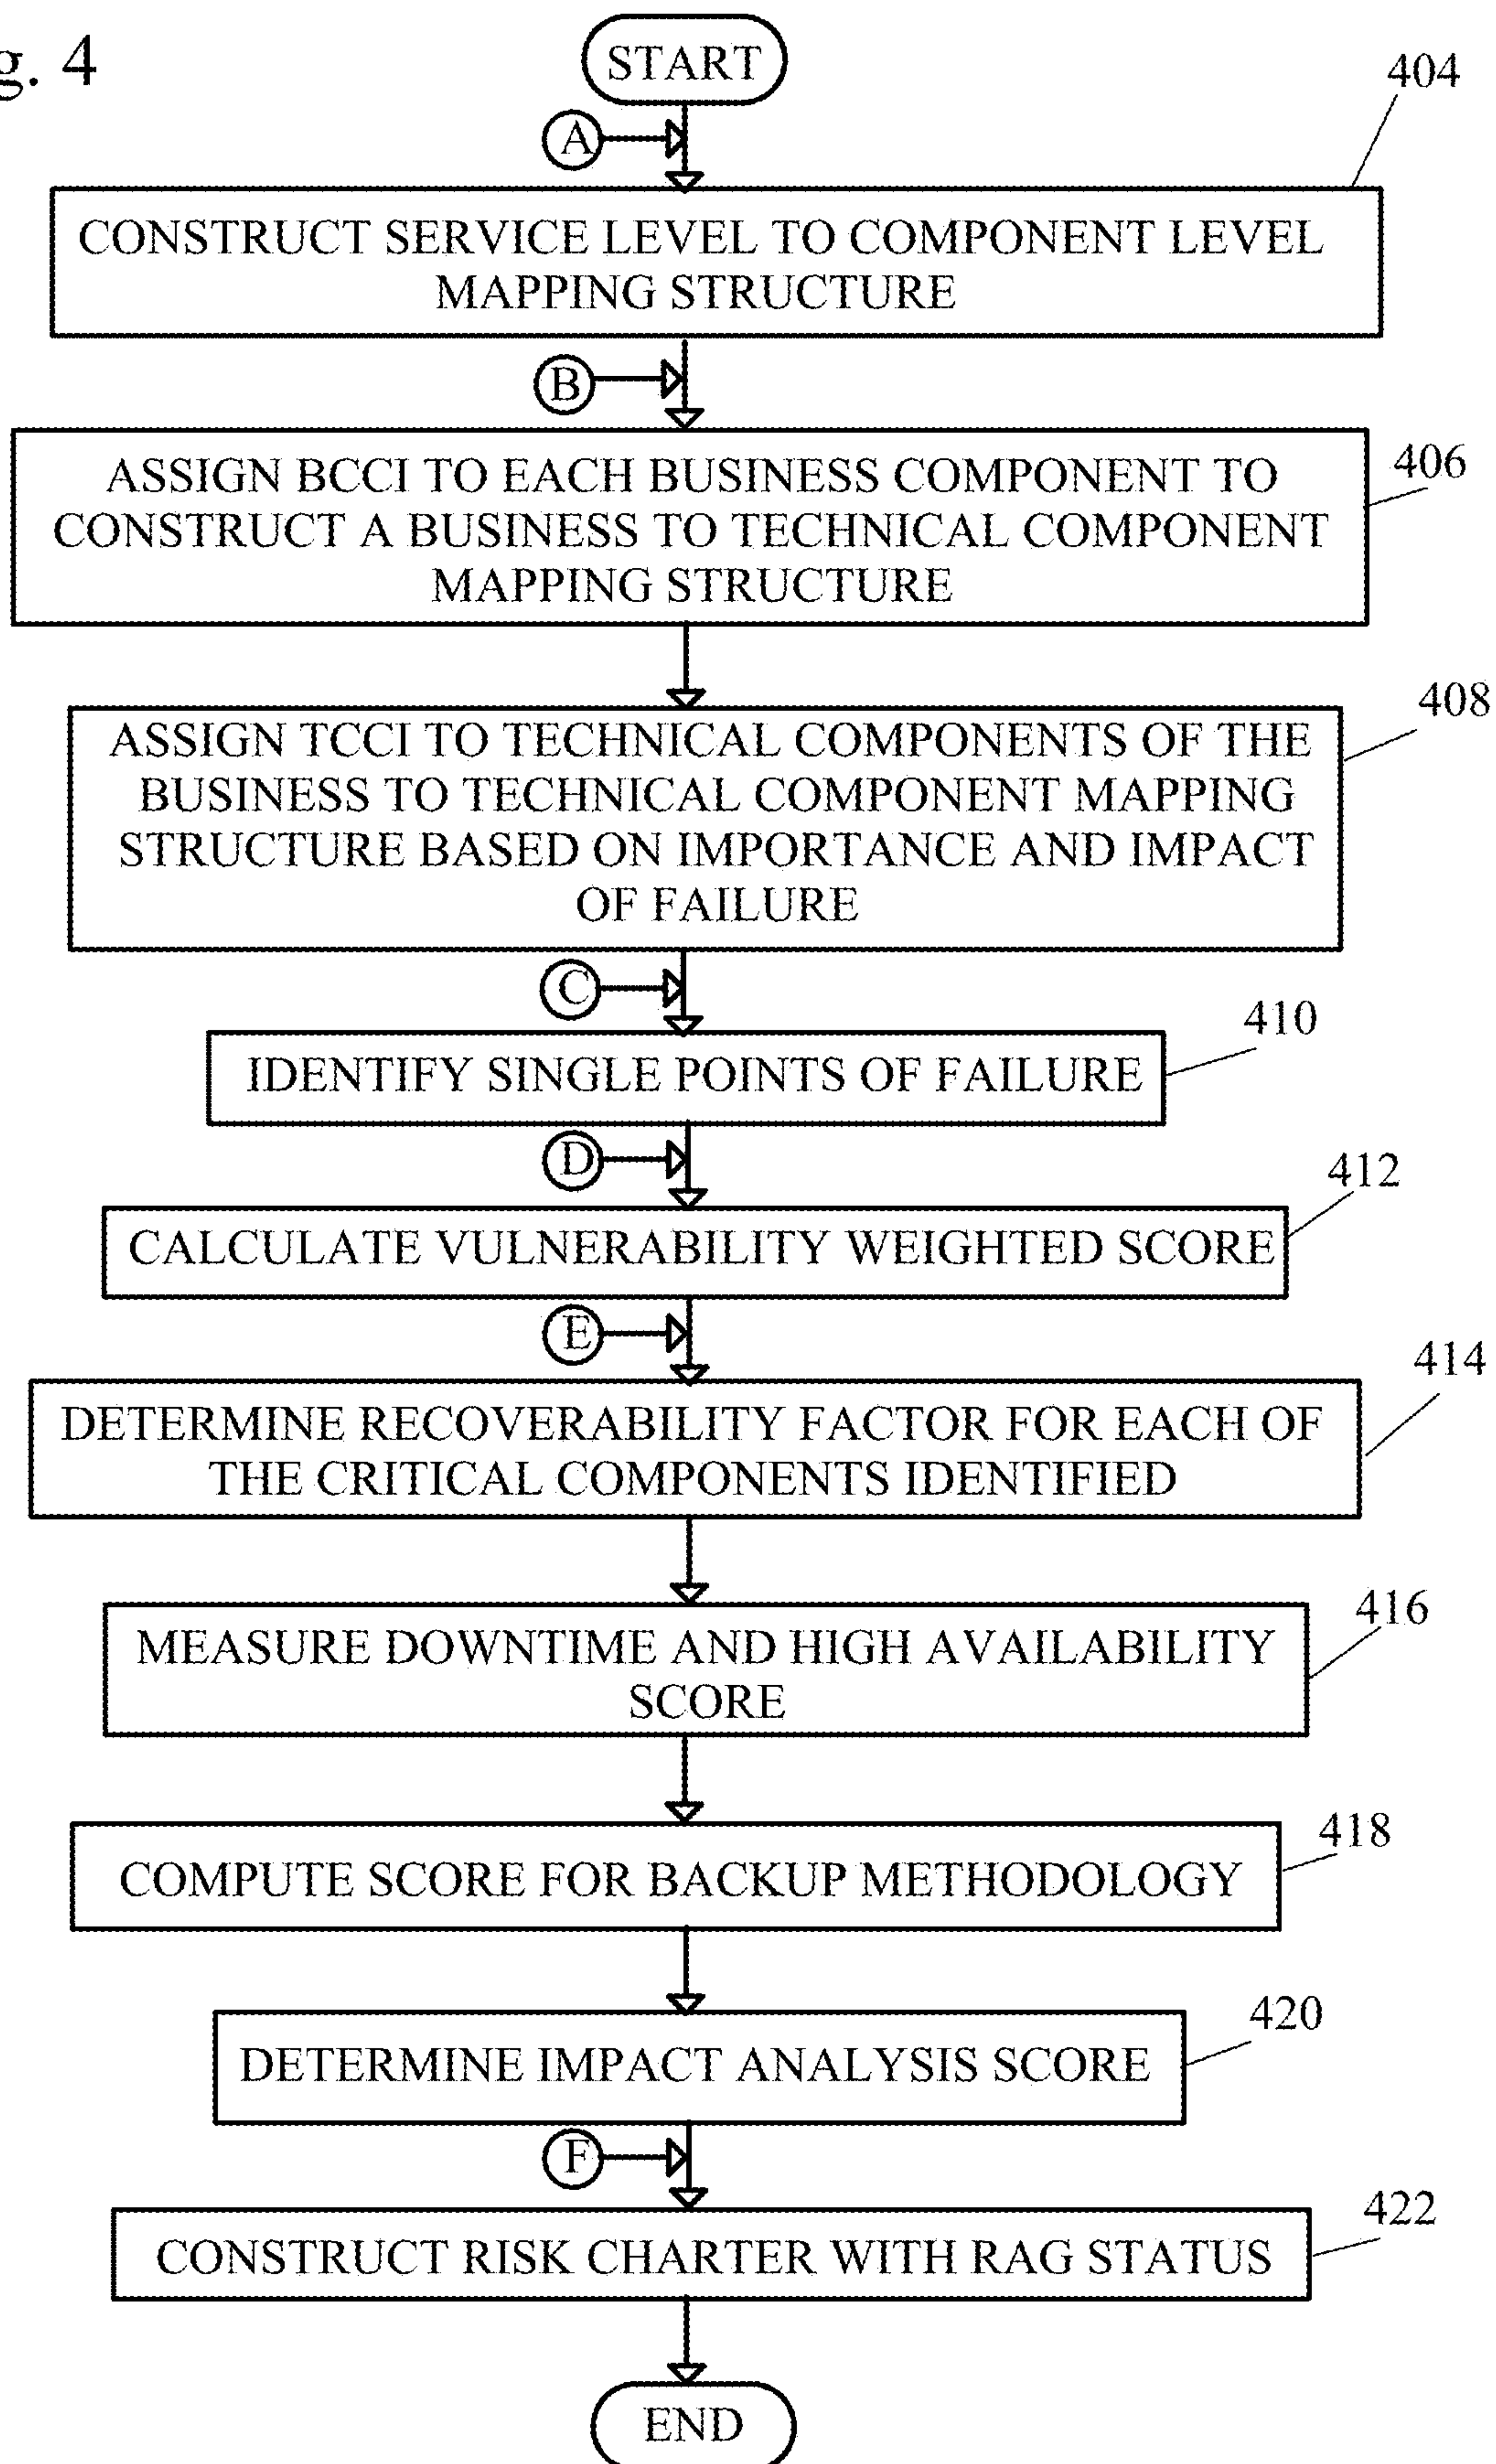 g. 4
START
404
A
CONSTRUCT SERVICE LEVEL TO COMPONENT LEVEL
MAPPING STRUCTURE
B
406
ASSIGN BCCI TO EACH BUSINESS COMPONENT TO
CONSTRUCT A BUSINESS TO TECHNICAL COMPONENT
MAPPING STRUCTURE
408
ASSIGN TCCI TO TECHNICAL COMPONENTS OF THE
BUSINESS TO TECHNICAL COMPONENT MAPPING
STRUCTURE BASED ON IMPORTANCE AND IMPACT
OF FAILURE
C
410
IDENTIFY SINGLE POINTS OF FAILURE
D
412
CALCULATE VULNERABILITY WEIGHTED SCORE
E
414
DETERMINE RECOVERABILITY FACTOR FOR EACH OF
THE CRITICAL COMPONENTS IDENTIFIED
416
MEASURE DOWNTIME AND HIGH AVAILABILITY
SCORE
418
COMPUTE SCORE FOR BACKUP METHODOLOGY
420
DETERMINE IMPACT ANALYSIS SCORE
F
422
CONSTRUCT RISK CHARTER WITH RAG STATUS
END